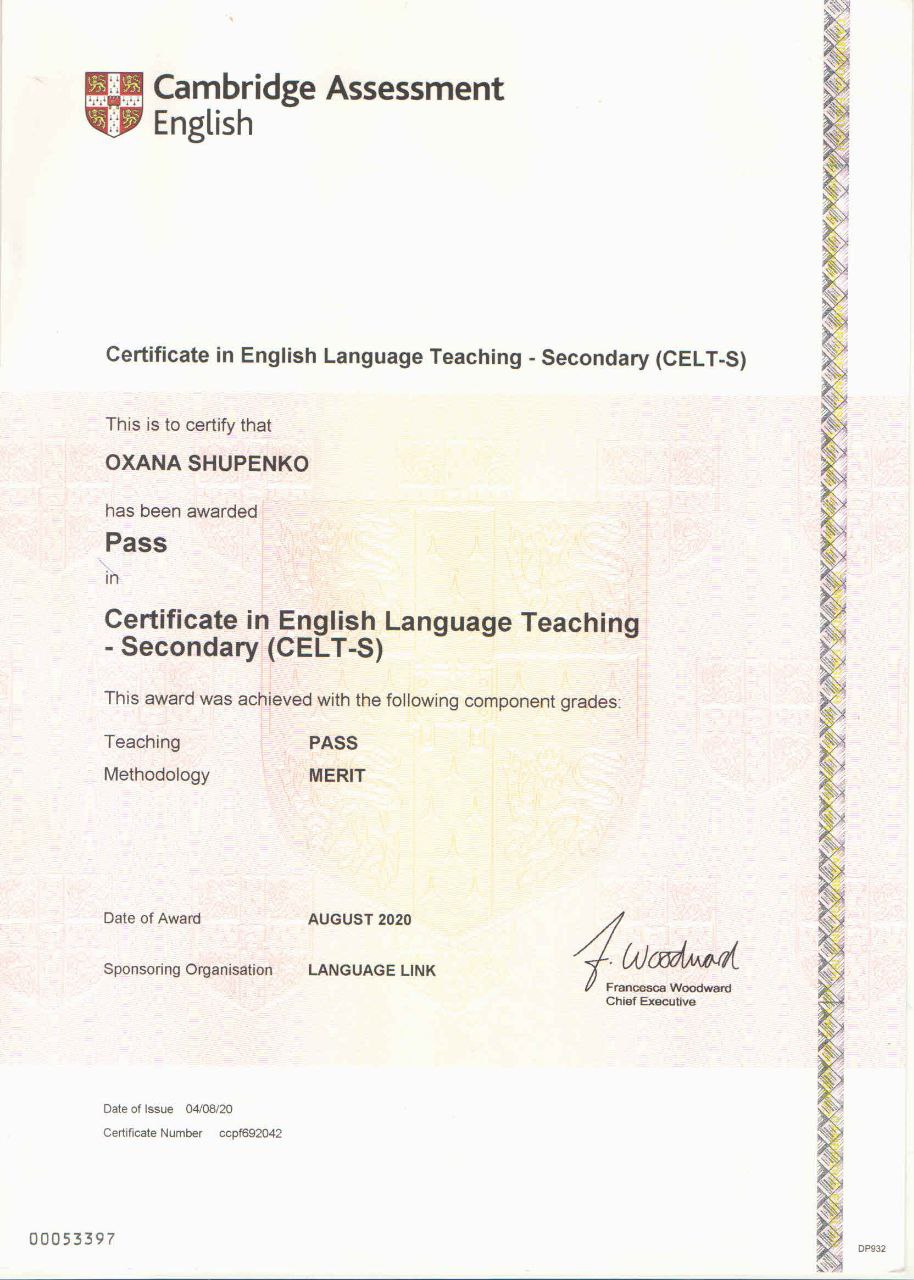 Cambridge Assessment
English
Certificate in English Language Teaching - Secondary (CELT-S)
This is to certify that
OXANA SHUPENKO
has been awarded
Pass
in
Certificate in English Language Teaching
- Secondary (CELT-S)
This award was achieved with the following component grades:
Teaching PASS
Methodology MERIT
Date of Award AUGUST 2020
Sponsoring Organisation LANGUAGE LINK
F. Woodward
Francesca Woodward
Chief Executive
Date of Issue 04/08/20
Certificate Number ccpf692042
00053397
DP932